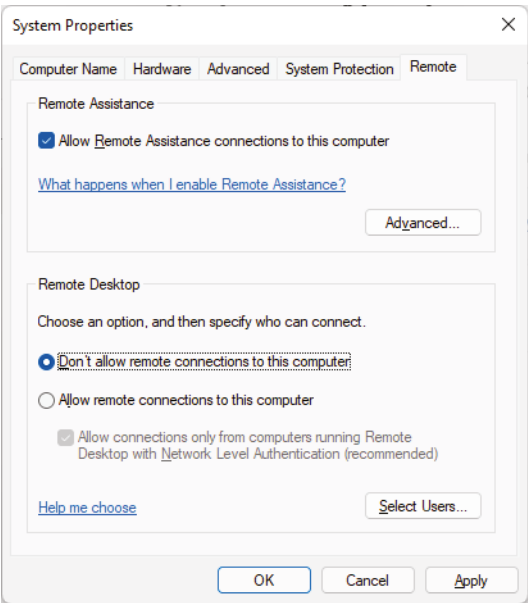 System Properties
Computer Name
Hardware
Advanced
System Protection
Remote
Remote Assistance
Allow Remote Assistance connections to this computer
What happens when I enable Remote Assistance?
Advanced...
Remote Desktop
Choose an option, and then specify who can connect.
Don't allow remote connections to this computer
Allow remote connections to this computer
Allow connections only from computers running Remote
Desktop with Network Level Authentication (recommended)
Help me choose
Select Users...
OK
Cancel
Apply